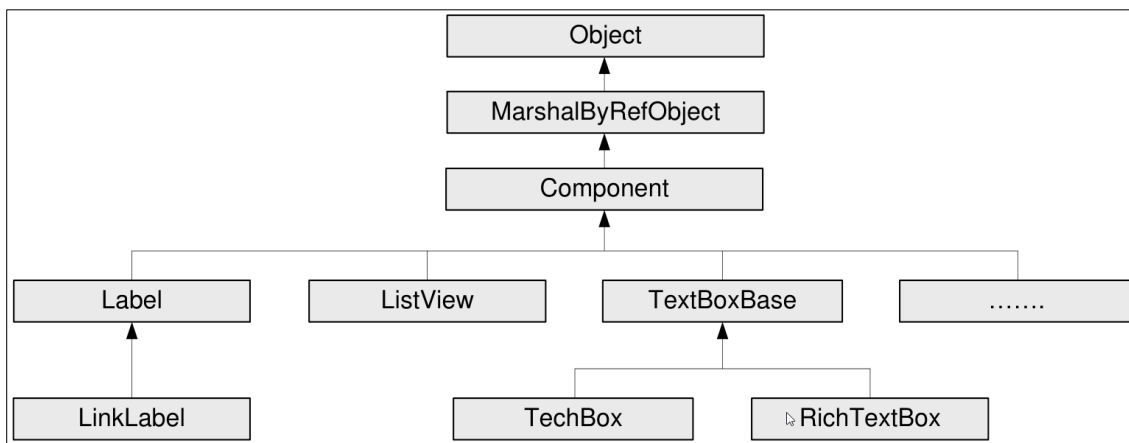 Object
MarshalByRefObject
Component
Label
ListView
TextBoxBase
.......
LinkLabel
TechBox
RichTextBox